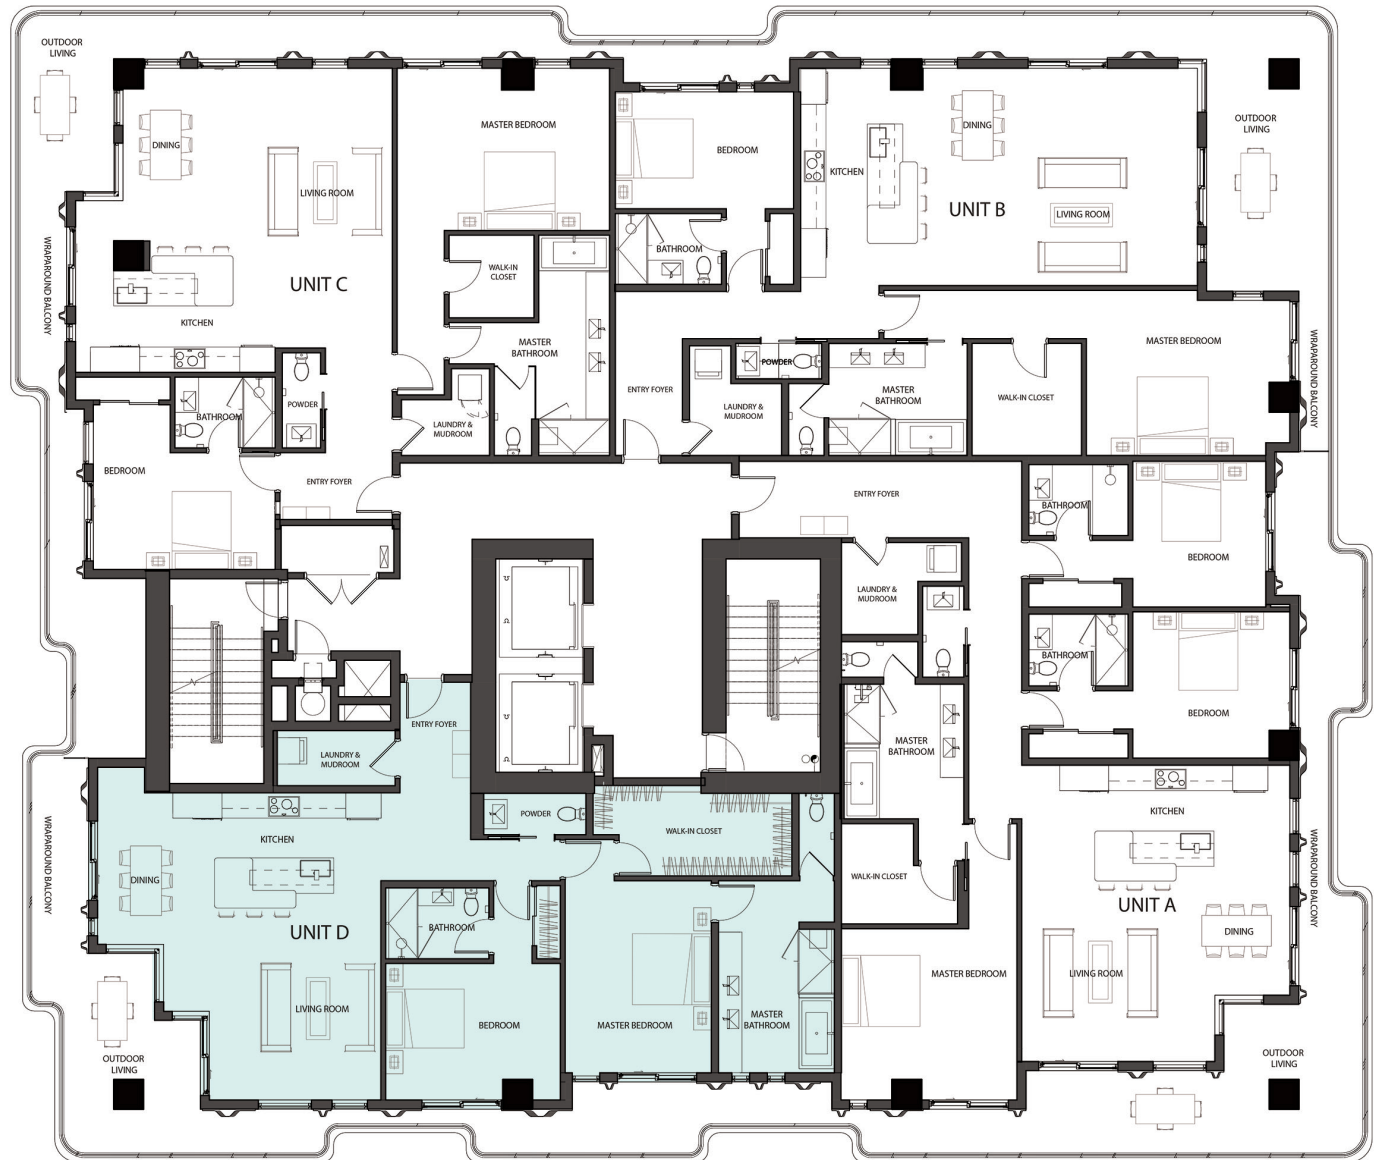 OUTDOOR
LIVING
DINING
LIVING ROOM
UNIT C
KITCHEN
WRAPAROUND BALCONY
MASTER BEDROOM
WALK-IN
CLOSET
MASTER
BATHROOM
POWDER
BATHROOM
BEDROOM
ENTRY FOYER
LAUNDRY &
MUDROOM
BEDROOM
BATHROOM
KITCHEN
DINING
UNIT B
LIVING ROOM
OUTDOOR
LIVING
MASTER BEDROOM
WRAPAROUND BALCONY
POWDER
ENTRY FOYER
LAUNDRY &
MUDROOM
MASTER
BATHROOM
WALK-IN CLOSET
ENTRY FOYER
BATHROOM
BEDROOM
LAUNDRY &
MUDROOM
BATHROOM
BEDROOM
MASTER
BATHROOM
KITCHEN
WALK-IN CLOSET
UNIT A
DINING
LIVING ROOM
MASTER BEDROOM
WRAPAROUND BALCONY
OUTDOOR
LIVING
ENTRY FOYER
LAUNDRY &
MUDROOM
KITCHEN
POWDER
WALK-IN CLOSET
DINING
WRAPAROUND BALCONY
UNIT D
BATHROOM
LIVING ROOM
BEDROOM
MASTER BEDROOM
MASTER
BATHROOM
OUTDOOR
LIVING